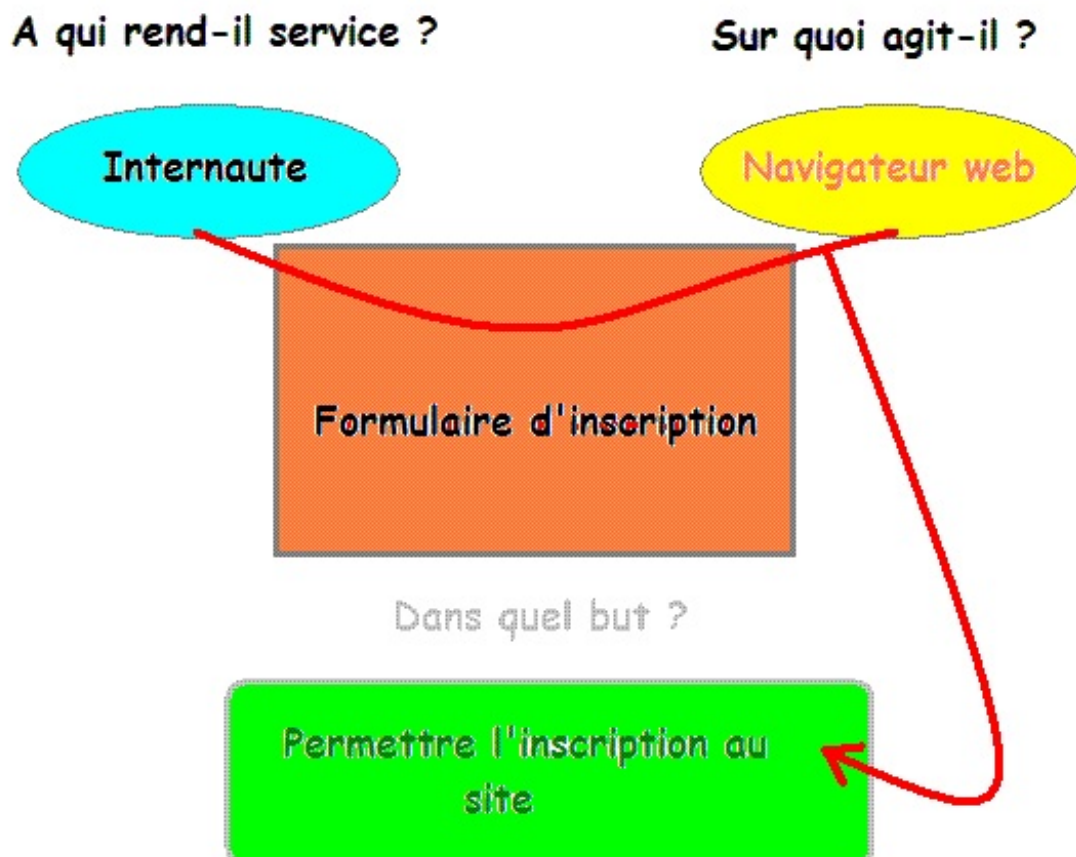 A qui rend-il service ?
Sur quoi agit-il ?
Internaute
Navigateur web
Formulaire d'inscription
Dans quel but ?
Permettre l'inscription au
site